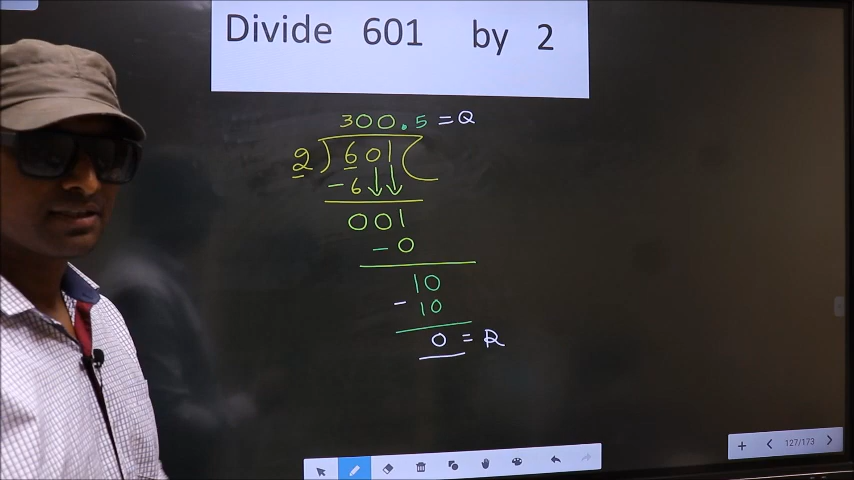 Divide 601 by 2
300.5 = Q
2 ) 601 (
- 6
001
- 0
10
- 10
0 = R
127/173